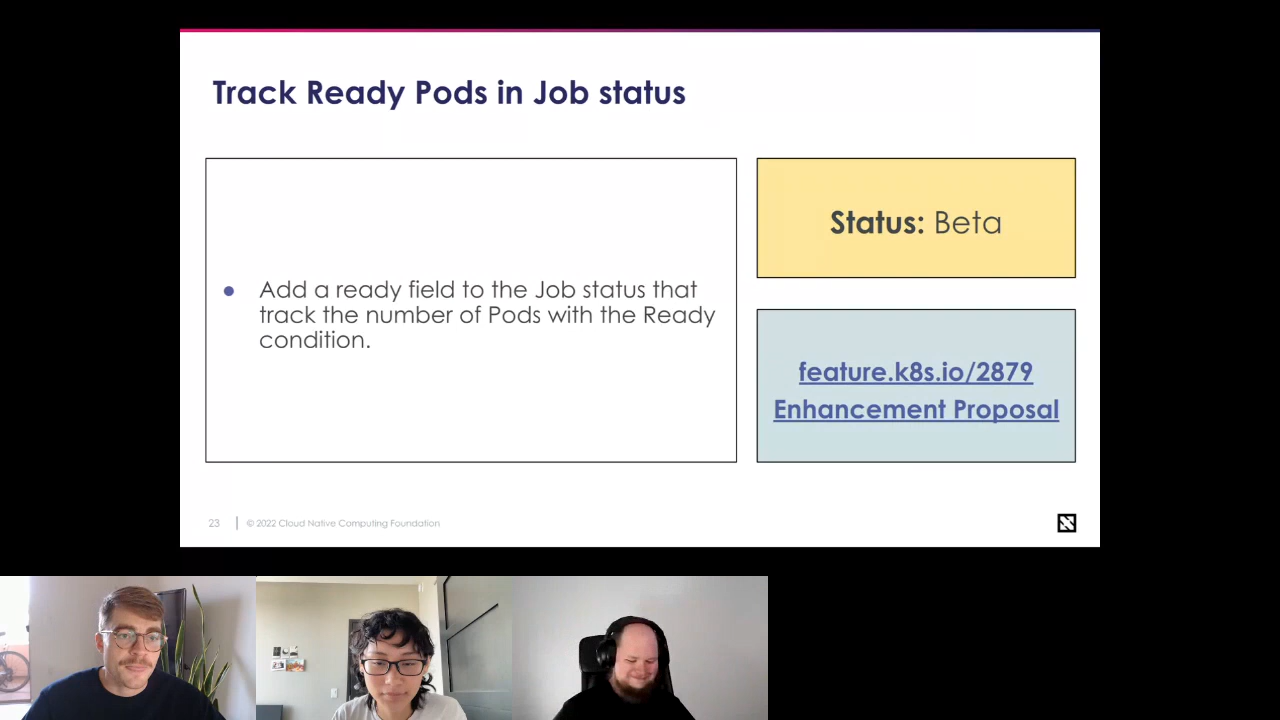 Track Ready Pods in Job status
● Add a ready field to the Job status that
track the number of Pods with the Ready
condition.
Status: Beta
feature.k8s.io/2879
Enhancement Proposal
23
© 2022 Cloud Native Computing Foundation